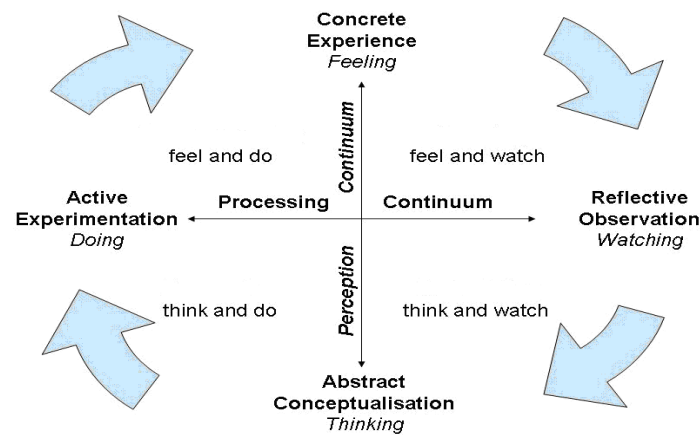 Concrete
Experience
Feeling
feel and do
Continuum
feel and watch
Active
Experimentation
Doing
Processing
Continuum
Reflective
Observation
Watching
think and do
Perception
think and watch
Abstract
Conceptualisation
Thinking